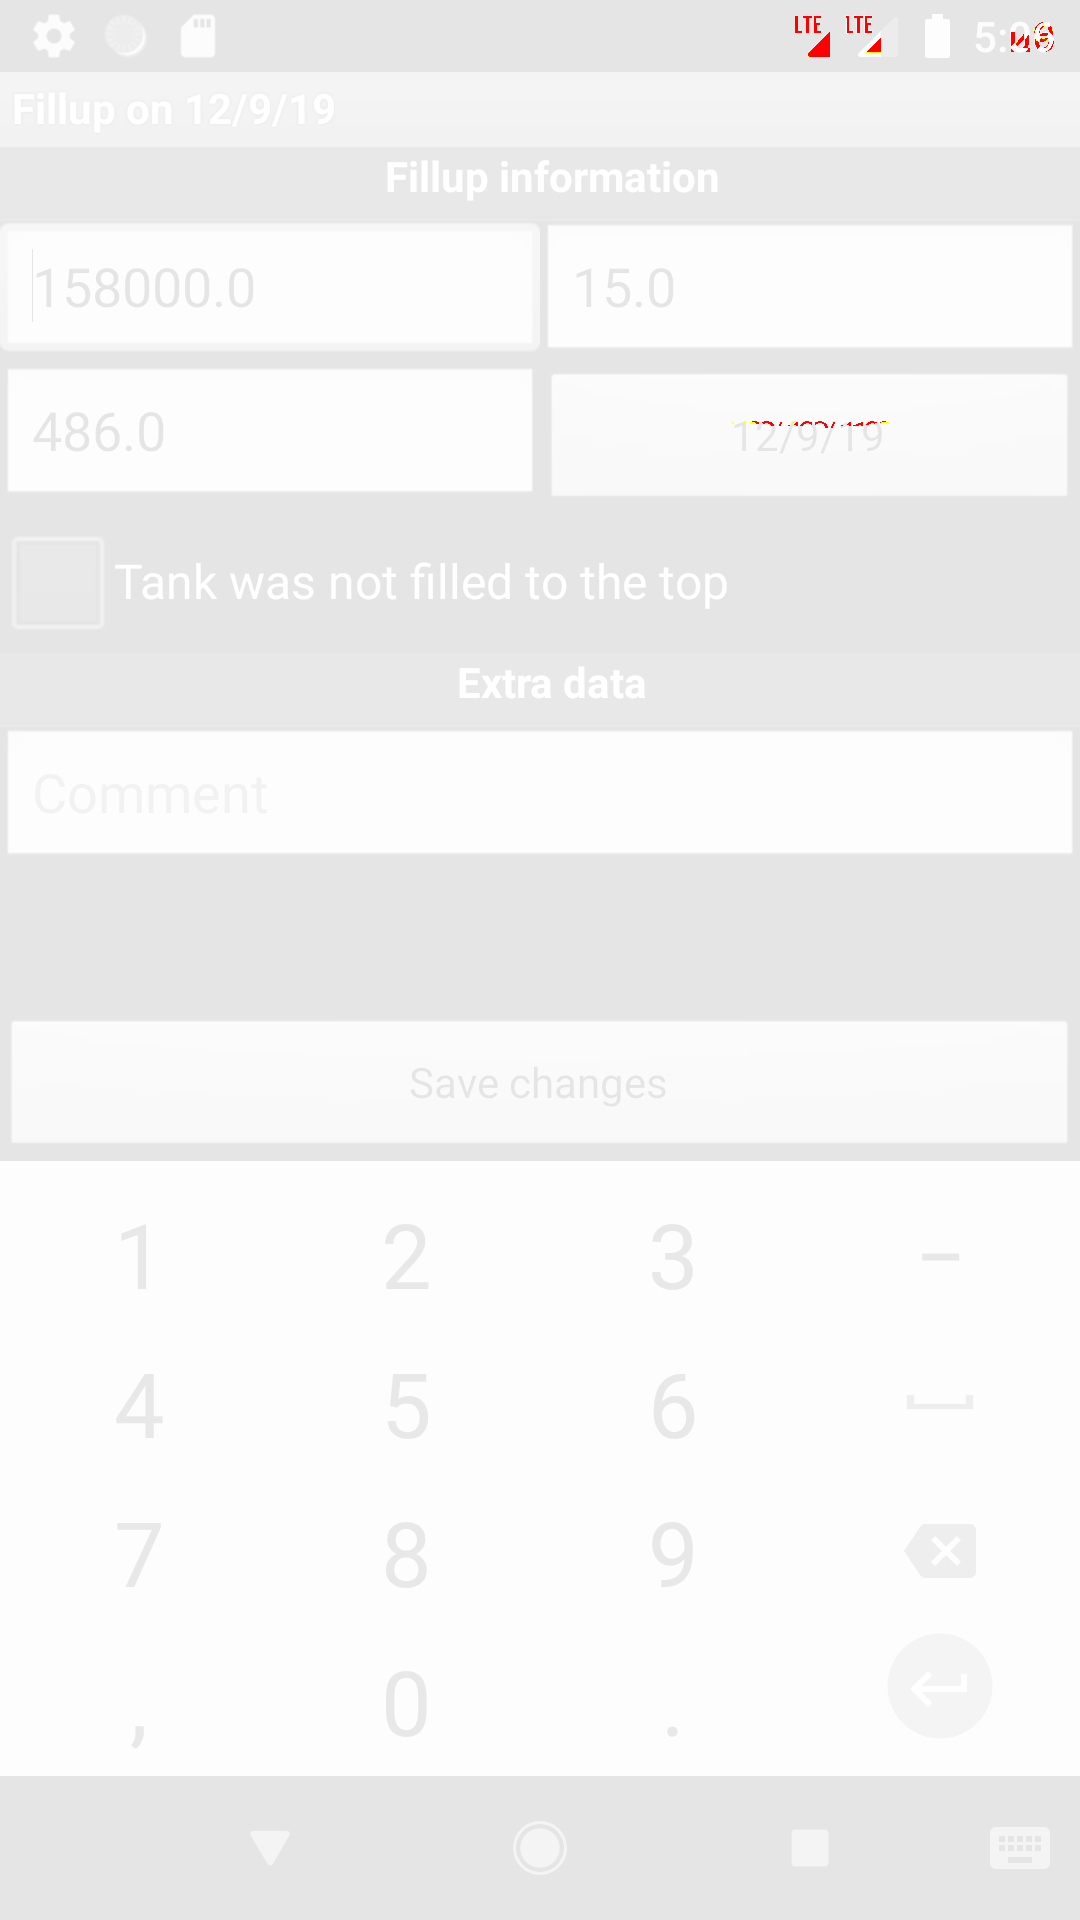 LTE LTE
Fillup on 12/9/19
Fillup information
158000.0 15.0
486.0 12/9/19
Tank was not filled to the top
Extra data
Comment
Save changes
1 2 3 –
4 5 6
7 8 9
, 0 .